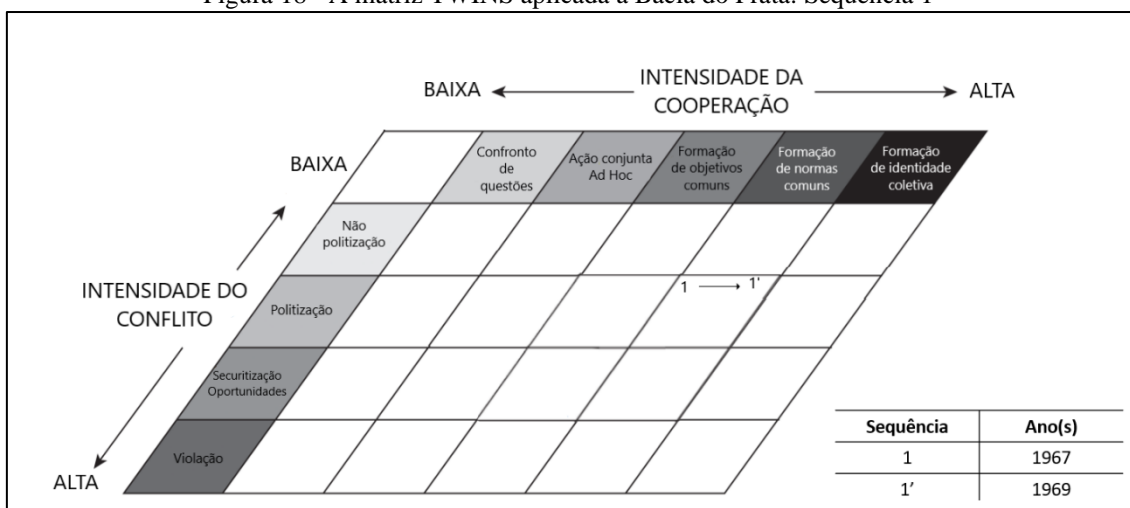 Figura 18 - A matriz TWINS aplicada à Bacia do Prata: Sequência 1
INTENSIDADE DA
BAIXA
COOPERAÇÃO
ALTA
BAIXA
Confronto
de
questões
Ação conjunta
Ad Hoc
Formação
de objetivos
comuns
Formação
de normas
comuns
Formação
de identidade
coletiva
Não
politização
INTENSIDADE DO
CONFLITO
Politização
1
1'
Securitização
Oportunidades
Violação
ALTA
Sequência Ano(s)
1 1967
1′ 1969